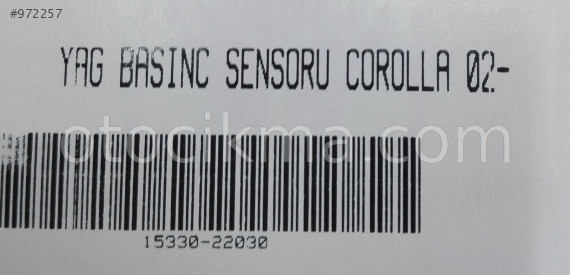 #972257
YAG BASINC SENSORU COROLLA 02-
otocikma.com
15330-22030